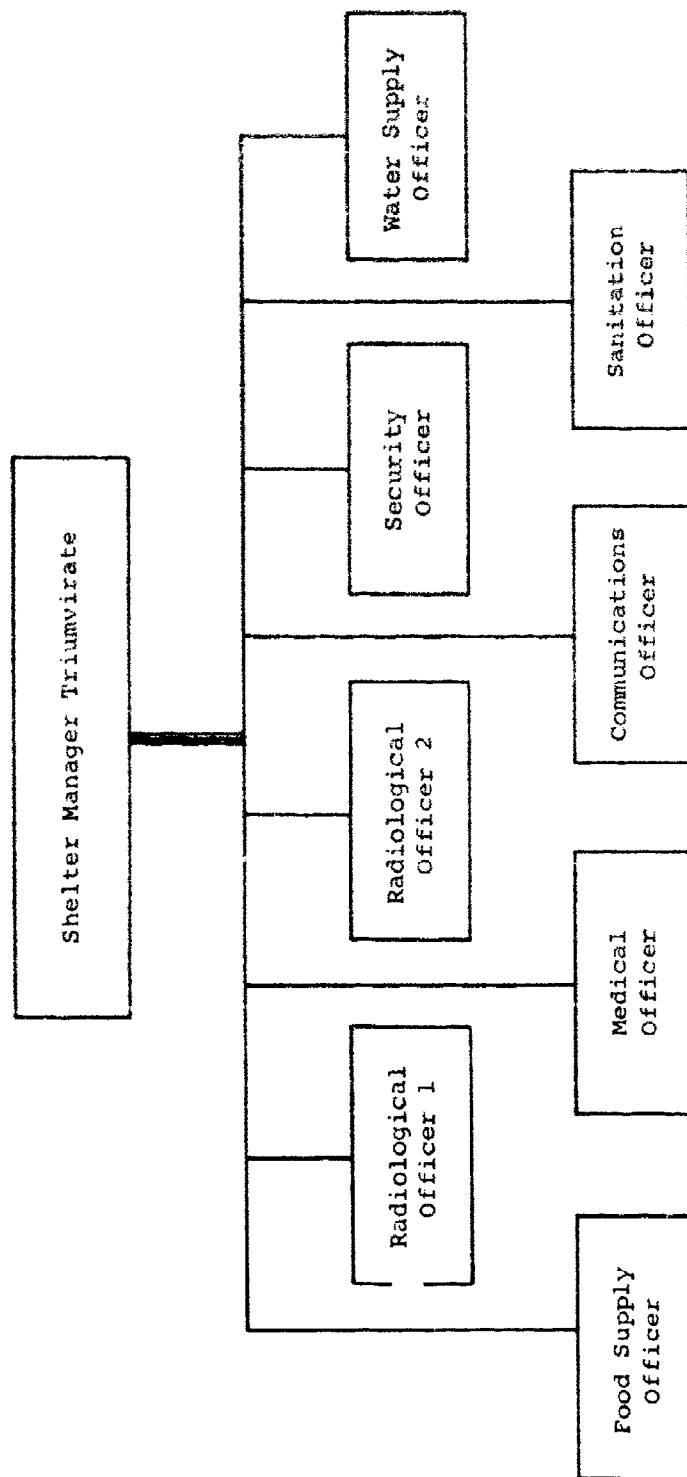 Shelter Manager Triumvirate
Radiological
Officer 1
Radiological
Officer 2
Security
Officer
Water Supply
Officer
Food Supply
Officer
Medical
Officer
Communications
Officer
Sanitation
Officer